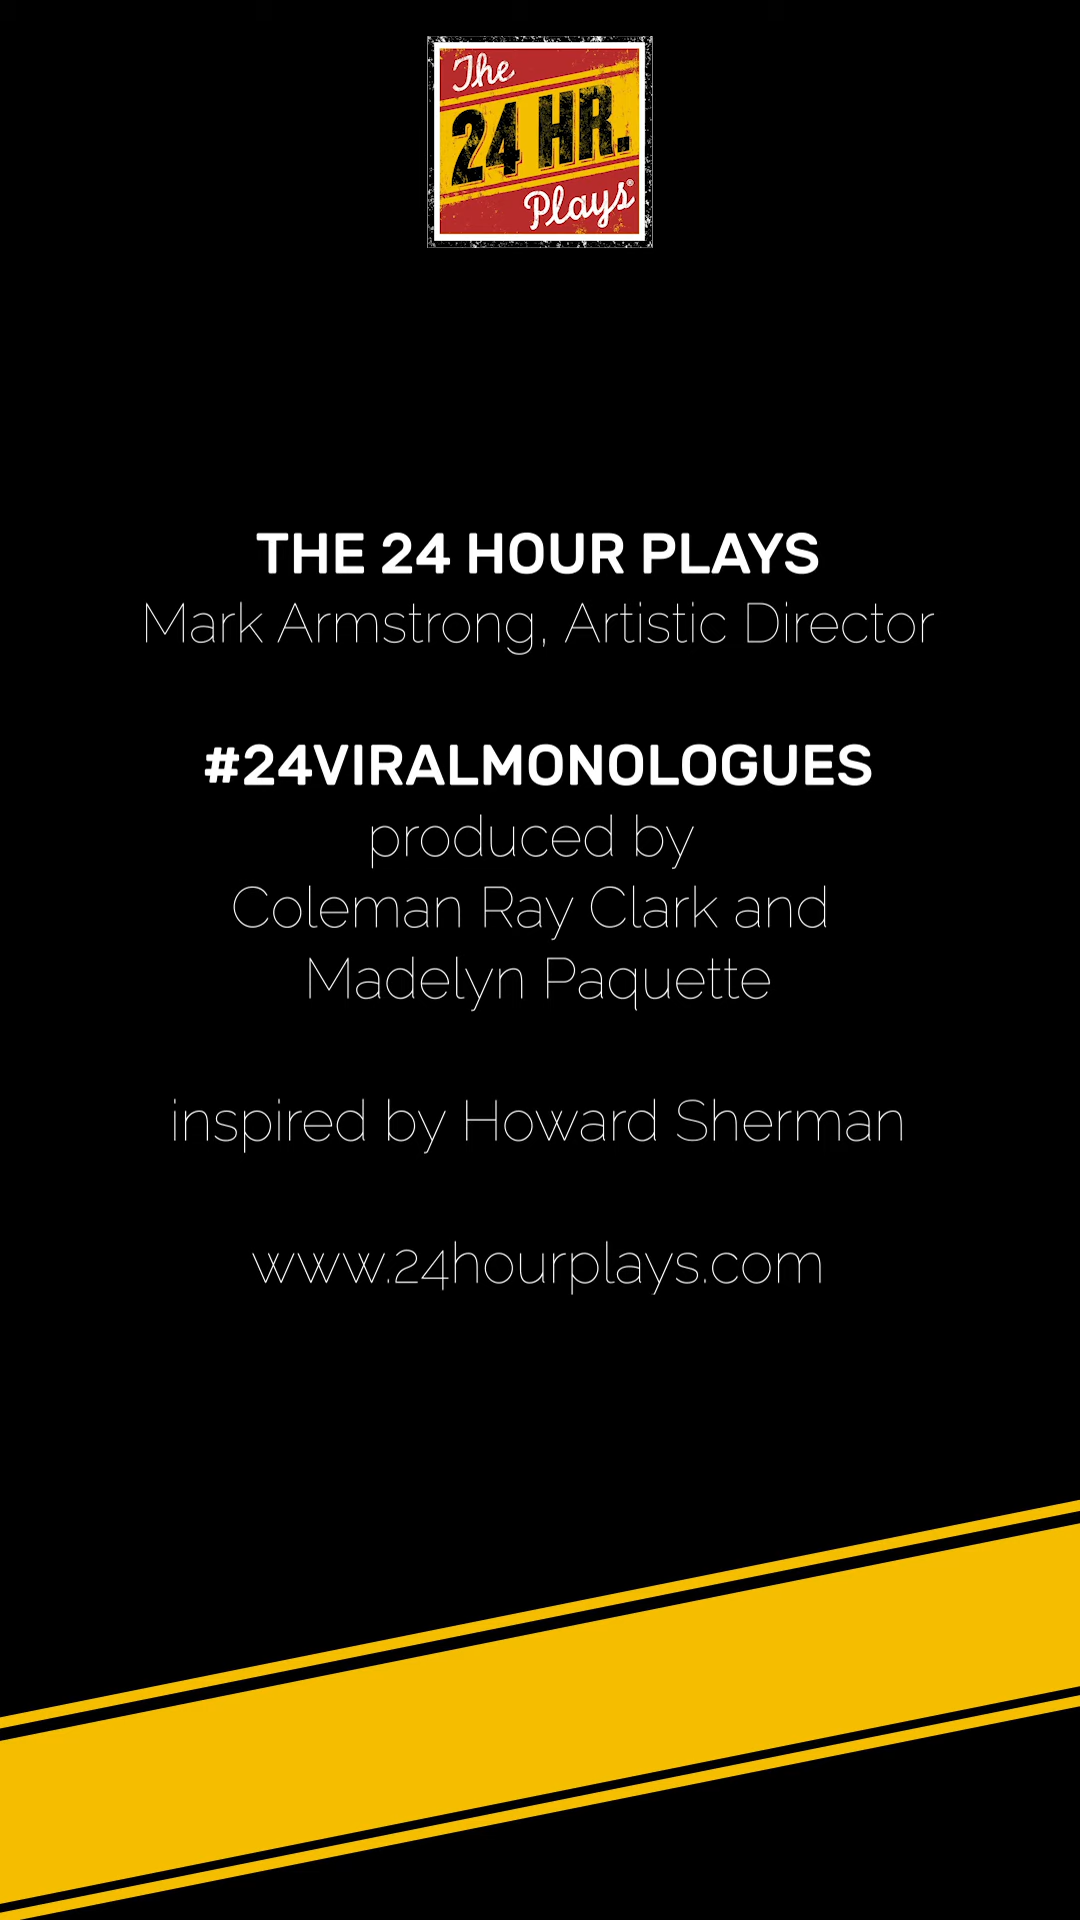 The
24 HR.
Plays®
THE 24 HOUR PLAYS
Mark Armstrong, Artistic Director
#24VIRALMONOLOGUES
produced by
Coleman Ray Clark and
Madelyn Paquette
inspired by Howard Sherman
www.24hourplays.com